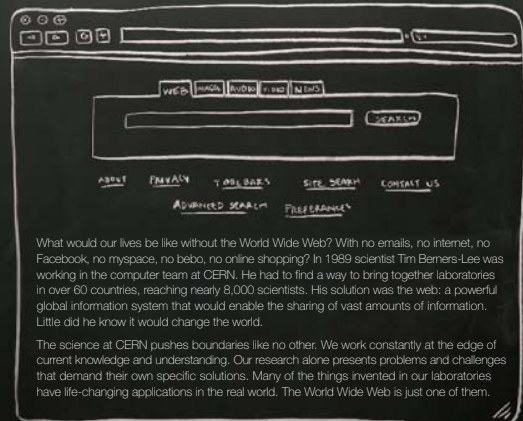 WEB IMAGE AUDIO VIDEO NEWS
SEARCH
ABOUT PRIVACY TOOLBARS SITE SEARCH CONTACT US
ADVANCED SEARCH PREFERENCES
What would our lives be like without the World Wide Web? With no emails, no internet, no
Facebook, no myspace, no bebo, no online shopping? In 1989 scientist Tim Berners-Lee was
working in the computer team at CERN. He had to find a way to bring together laboratories
in over 60 countries, reaching nearly 8,000 scientists. His solution was the web: a powerful
global information system that would enable the sharing of vast amounts of information.
Little did he know it would change the world.
The science at CERN pushes boundaries like no other. We work constantly at the edge of
current knowledge and understanding. Our research alone presents problems and challenges
that demand their own specific solutions. Many of the things invented in our laboratories
have life-changing applications in the real world. The World Wide Web is just one of them.